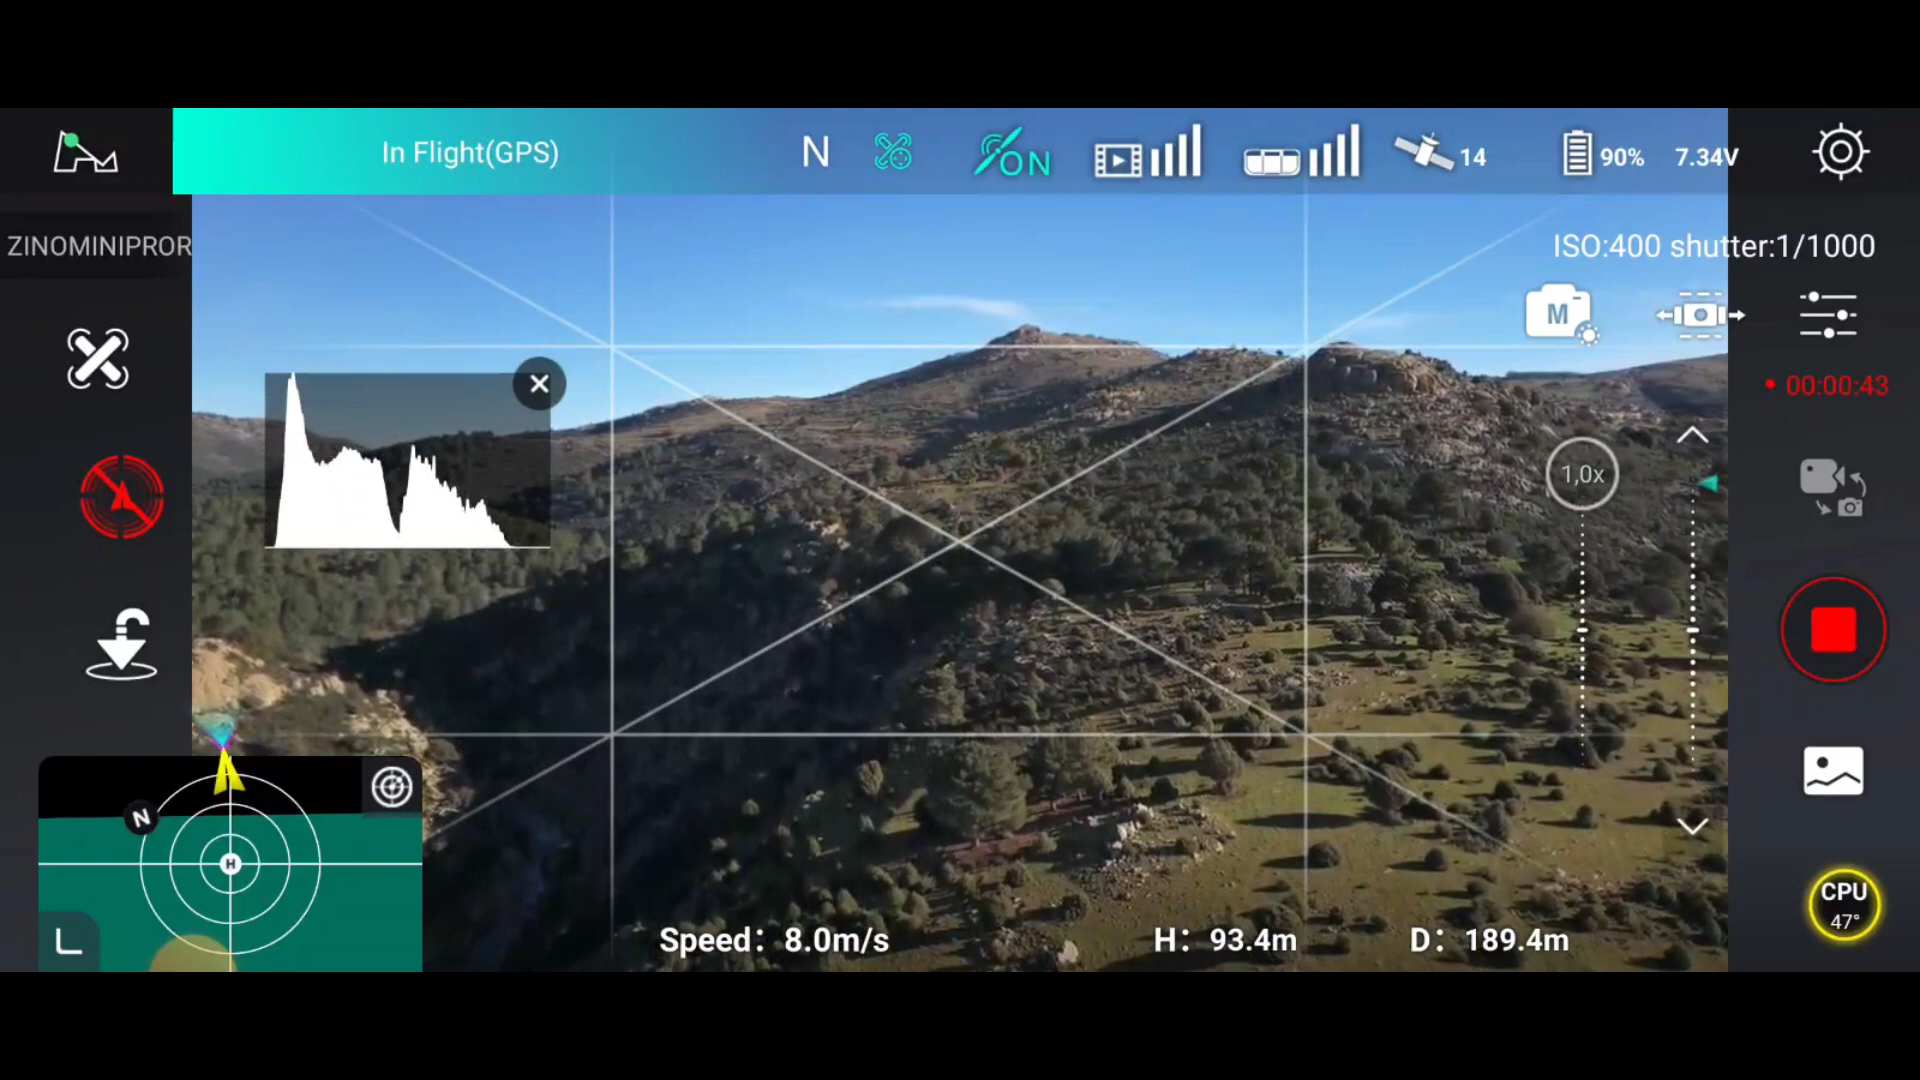 In Flight(GPS)
N
ON
14
90%
7.34V
ZINOMINIPROR
ISO:400 shutter:1/1000
M
00:00:43
1,0x
N
H
CPU
47°
Speed: 8.0m/s
H: 93.4m
D: 189.4m